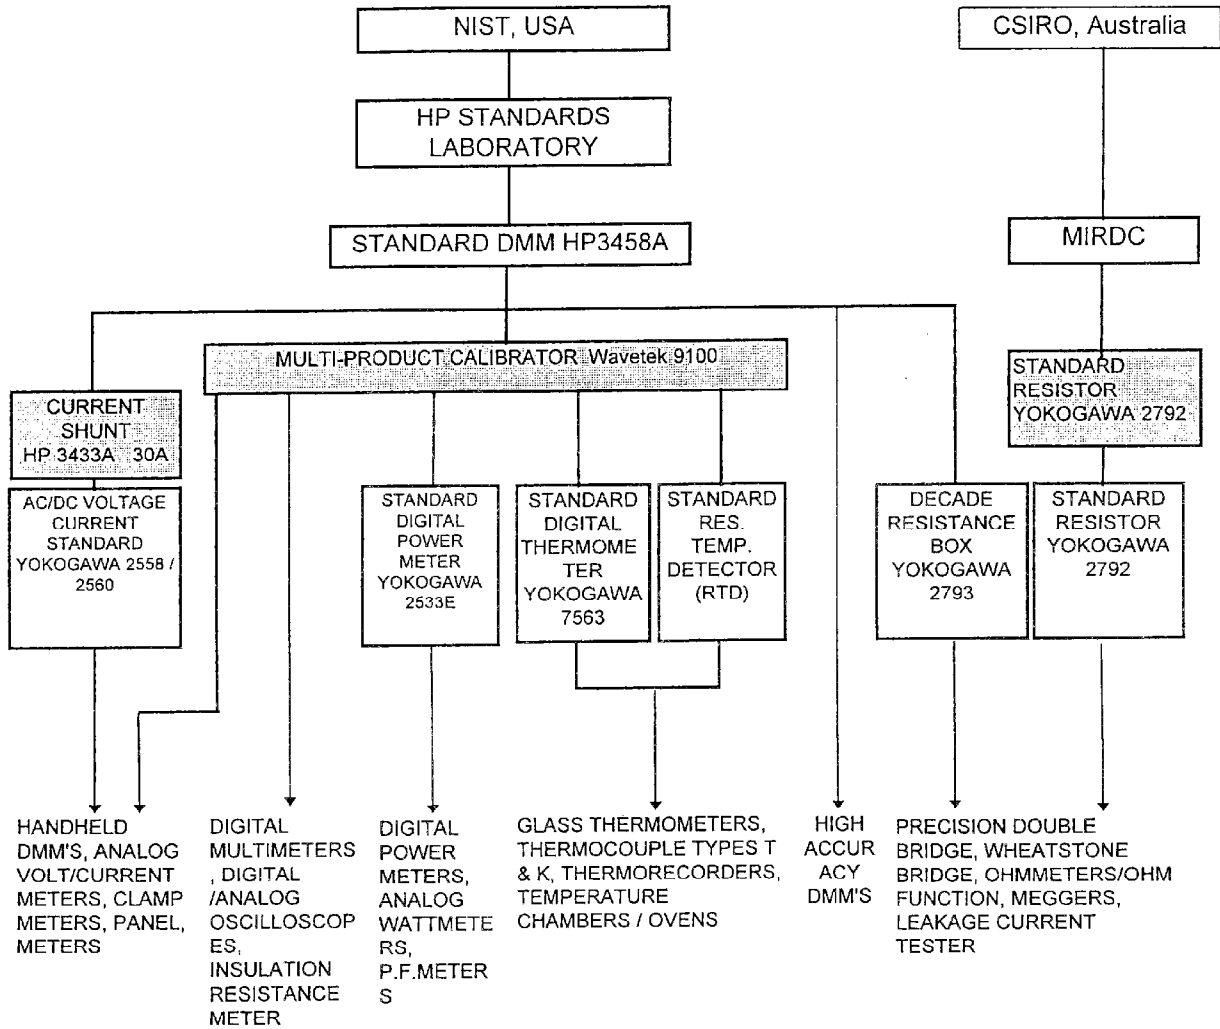 NIST, USA
CSIRO, Australia
HP STANDARDS
LABORATORY
STANDARD DMM HP3458A
MIRDC
MULTI-PRODUCT CALIBRATOR Wavetek 9100
STANDARD
RESISTOR
YOKOGAWA 2792
CURRENT
SHUNT
HP 3433A 30A
AC/DC VOLTAGE
CURRENT
STANDARD
YOKOGAWA 2558 /
2560
STANDARD
DIGITAL
POWER
METER
YOKOGAWA
2533E
STANDARD
DIGITAL
THERMOME
TER
YOKOGAWA
7563
STANDARD
RES.
TEMP.
DETECTOR
(RTD)
DECADE
RESISTANCE
BOX
YOKOGAWA
2793
STANDARD
RESISTOR
YOKOGAWA
2792
HANDHELD
DMM'S, ANALOG
VOLT/CURRENT
METERS, CLAMP
METERS, PANEL,
METERS
DIGITAL
MULTIMETERS
, DIGITAL
/ANALOG
OSCILLOSCOP
ES,
INSULATION
RESISTANCE
METER
DIGITAL
POWER
METERS,
ANALOG
WATTMETE
RS,
P.F.METER
S
GLASS THERMOMETERS,
THERMOCOUPLE TYPES T
& K, THERMORECORDERS,
TEMPERATURE
CHAMBERS / OVENS
HIGH
ACCUR
ACY
DMM'S
PRECISION DOUBLE
BRIDGE, WHEATSTONE
BRIDGE, OHMMETERS/OHM
FUNCTION, MEGGERS,
LEAKAGE CURRENT
TESTER